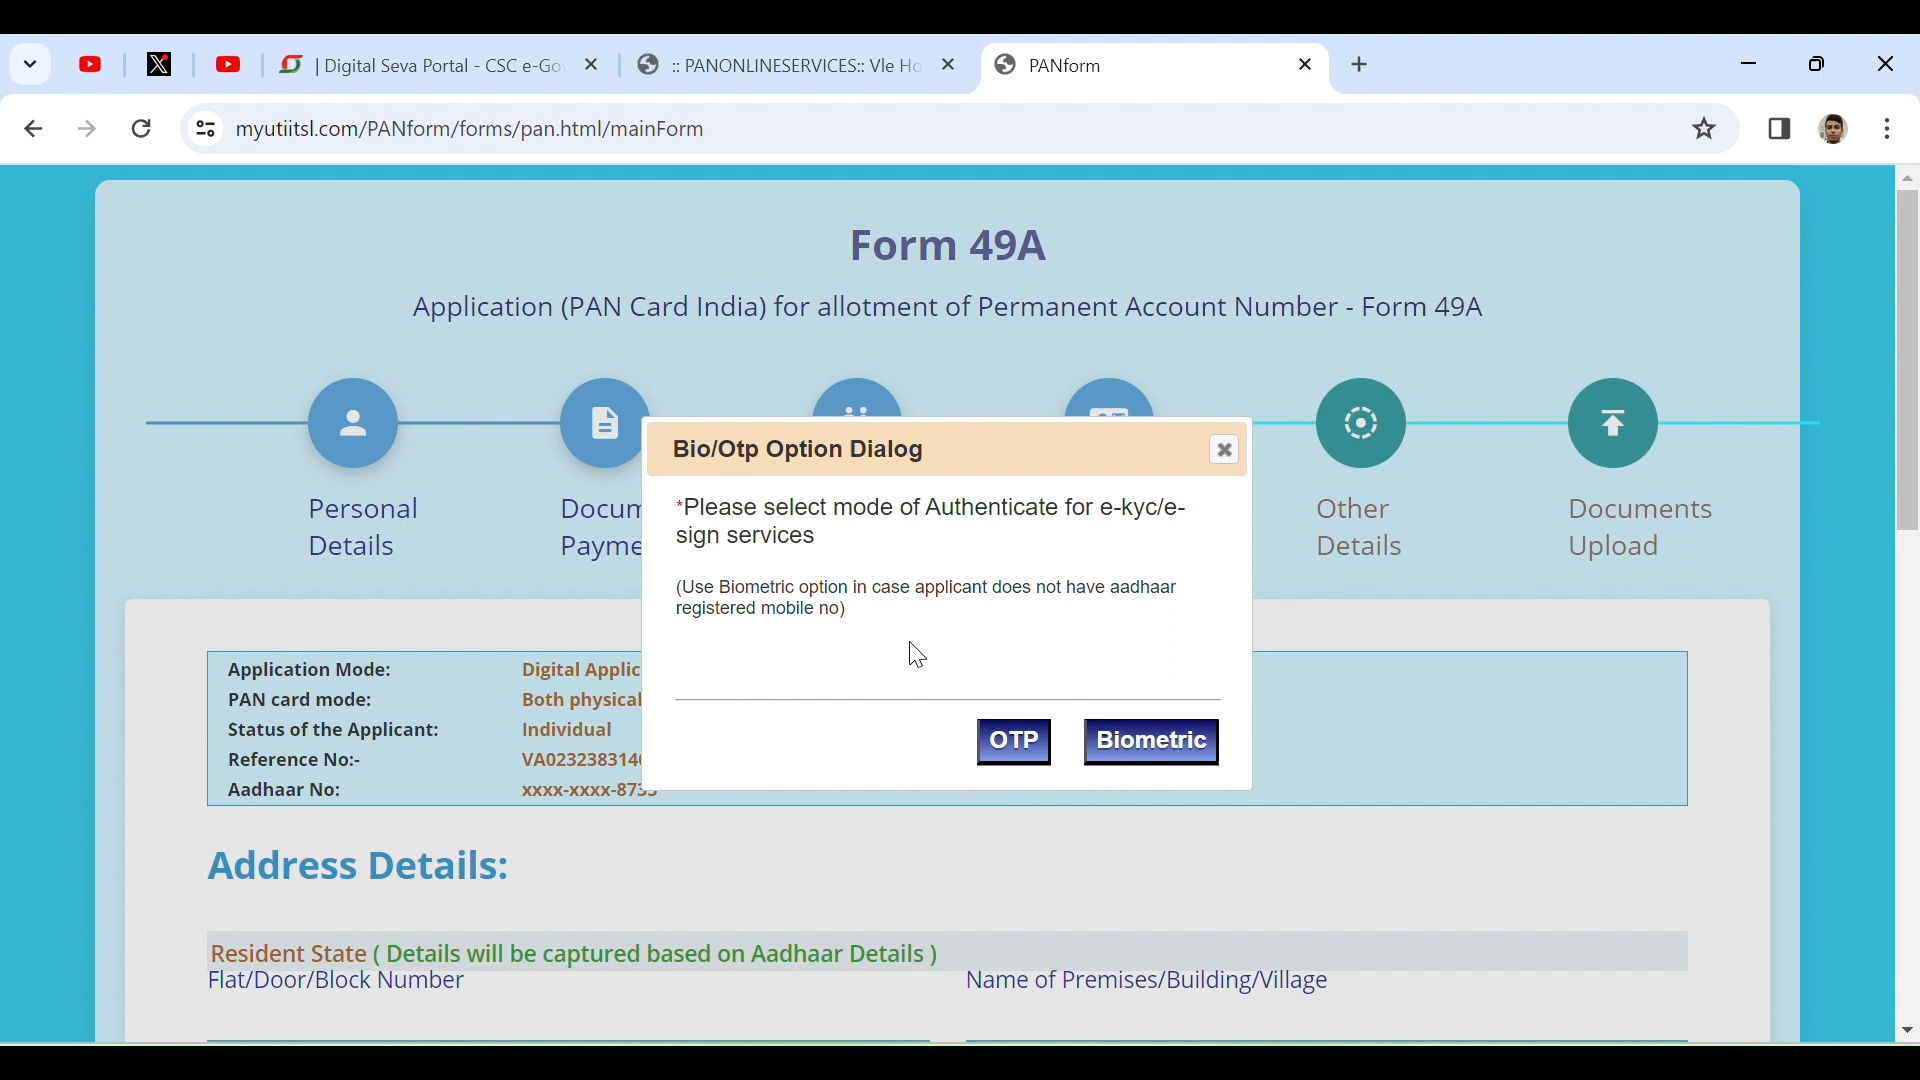 | Digital Seva Portal - CSC e-Go
:: PANONLINESERVICES:: Vle Ho
PANform
myutiitsl.com/PANform/forms/pan.html/mainForm
Form 49A
Application (PAN Card India) for allotment of Permanent Account Number - Form 49A
Personal
Details
Docum
Payme
Other
Details
Documents
Upload
Bio/Otp Option Dialog
*Please select mode of Authenticate for e-kyc/e-
sign services
(Use Biometric option in case applicant does not have aadhaar
registered mobile no)
OTP Biometric
Application Mode: Digital Applic
PAN card mode: Both physical
Status of the Applicant: Individual
Reference No:- VA023238314
Aadhaar No: xxxx-xxxx-873
Address Details:
Resident State ( Details will be captured based on Aadhaar Details )
Flat/Door/Block Number Name of Premises/Building/Village